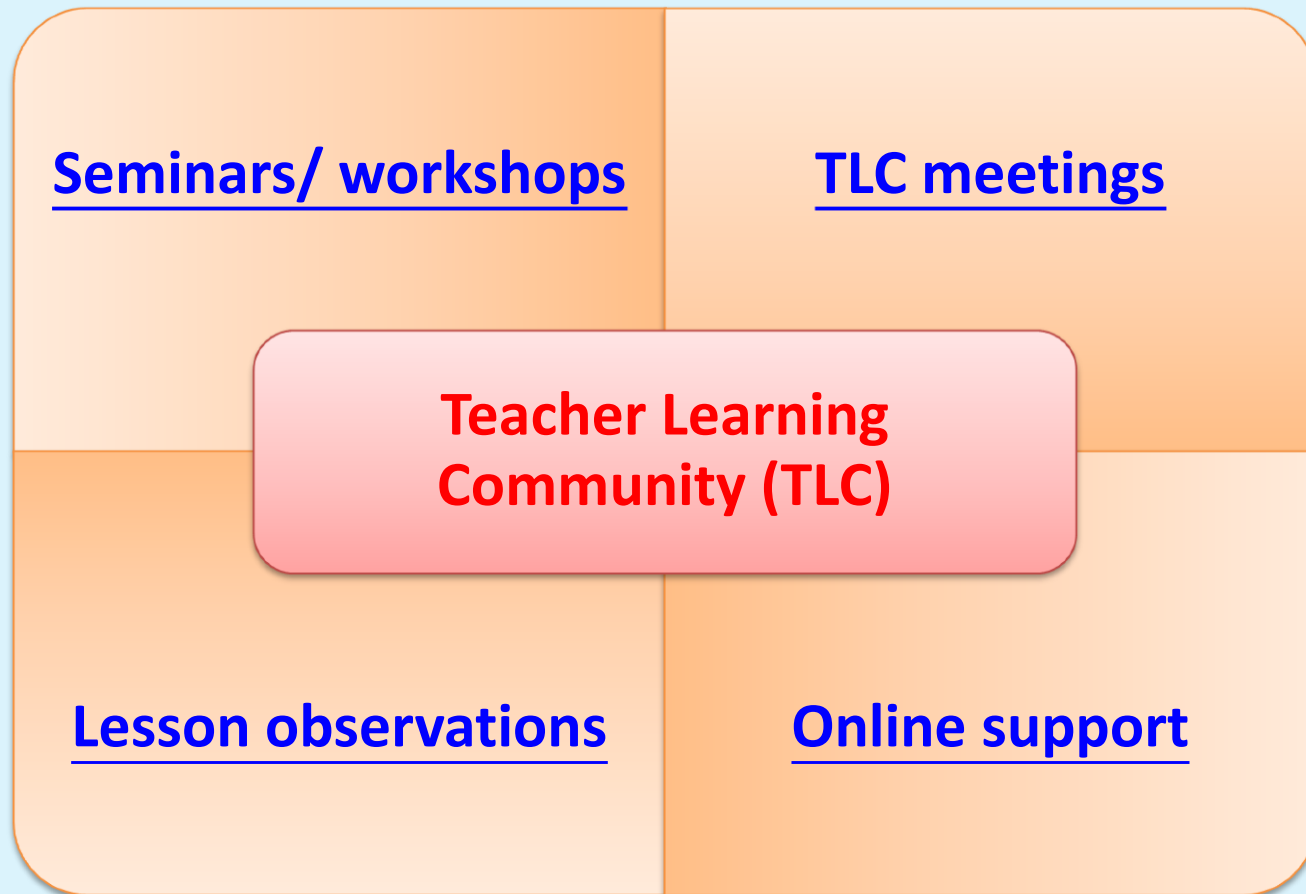 Seminars/ workshops
TLC meetings
Teacher Learning
Community (TLC)
Lesson observations
Online support